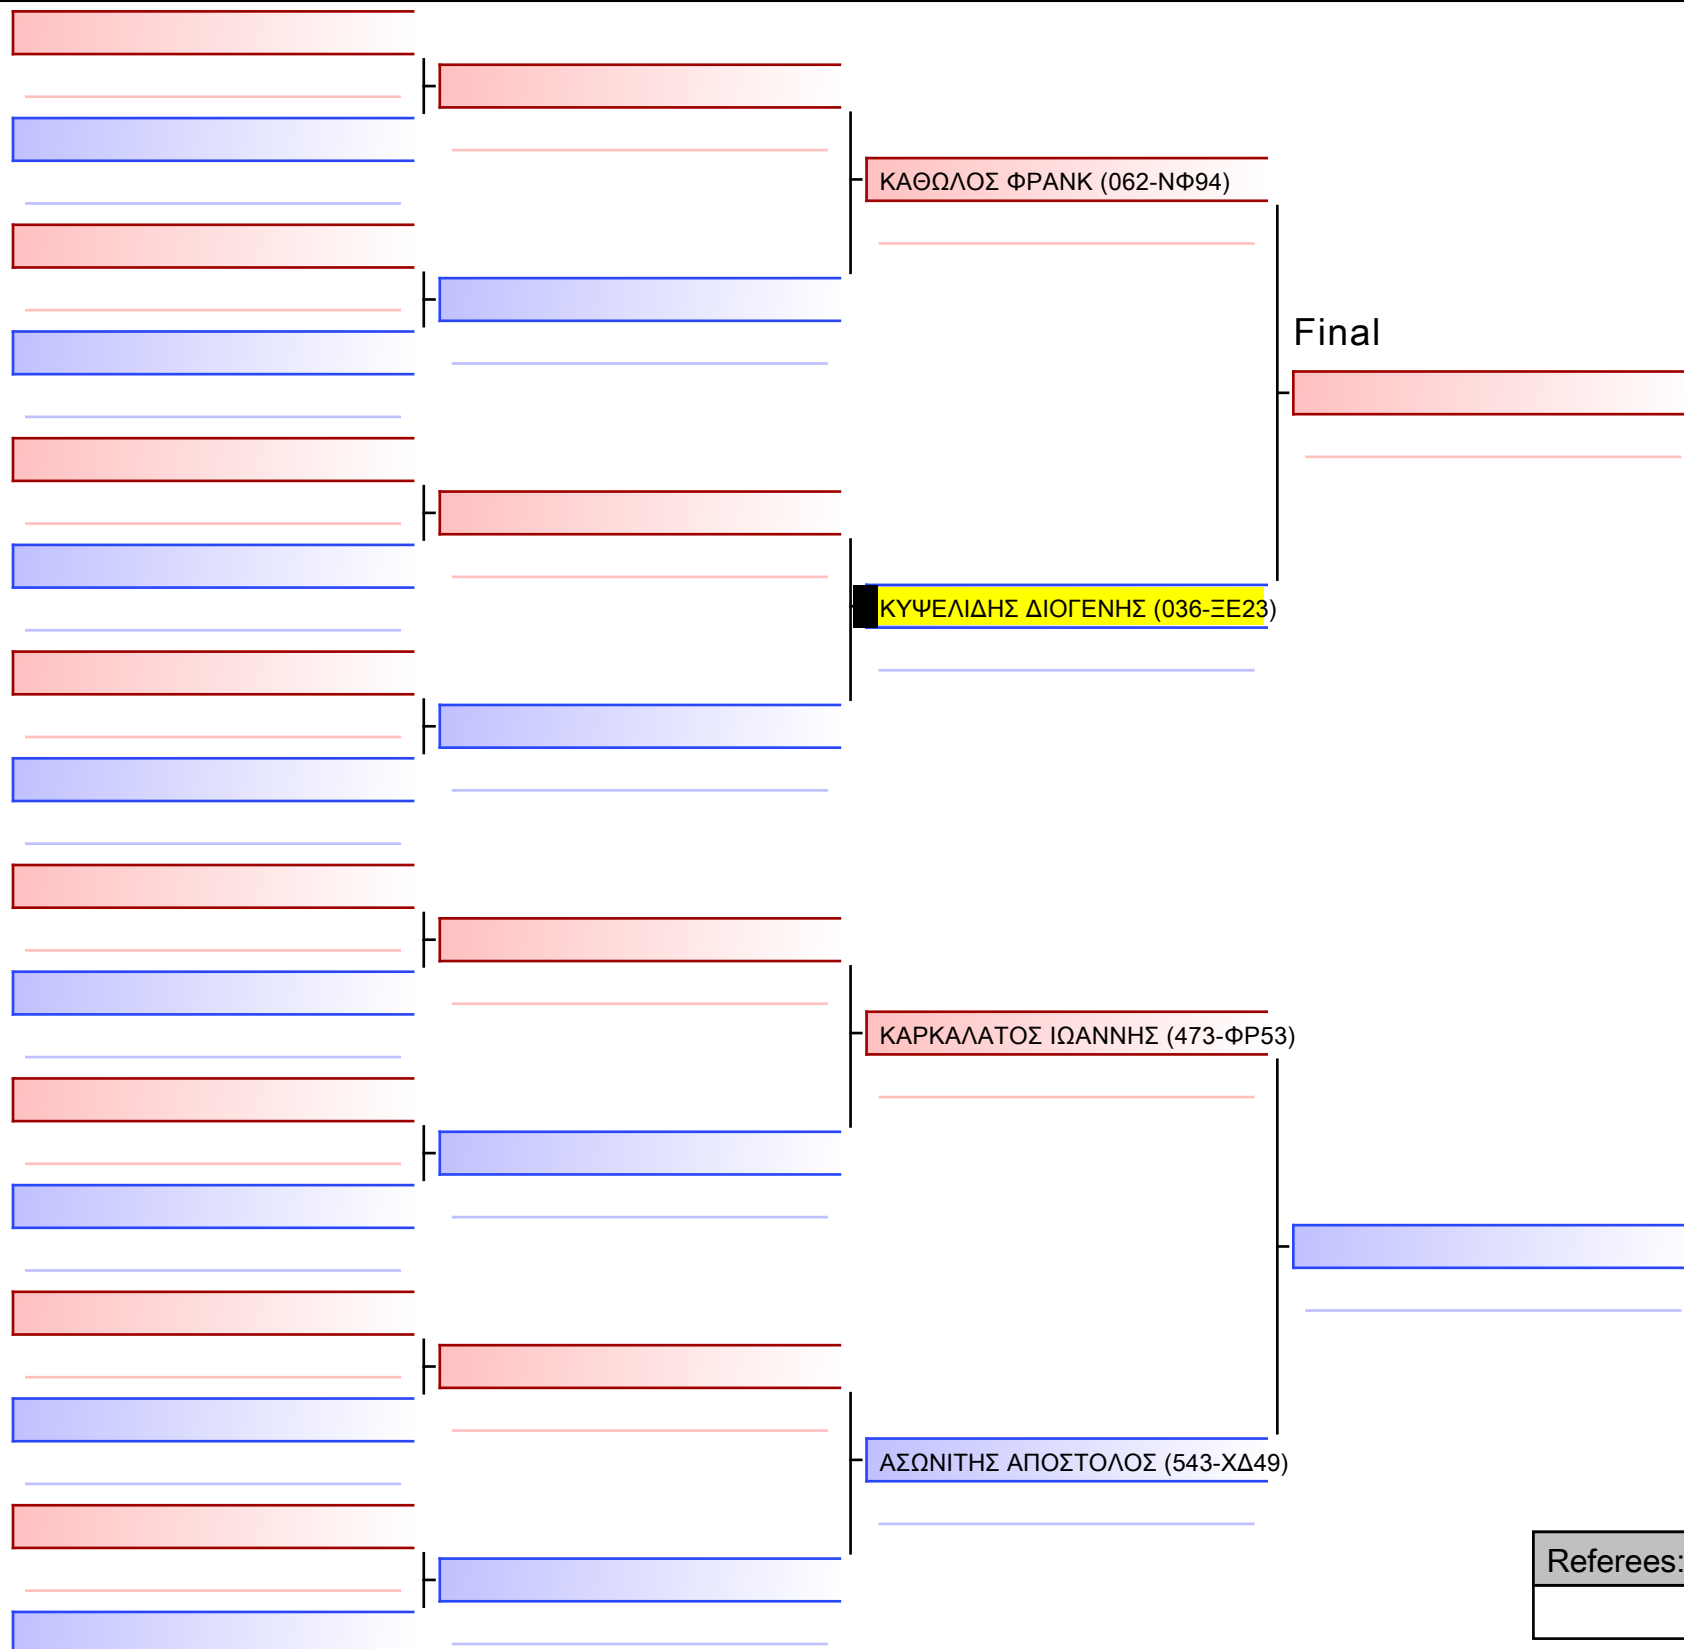 ΚΑΘΩΛΟΣ ΦΡΑΝΚ (062-ΝΦ94)
Final
ΚΥΨΕΛΙΔΗΣ ΔΙΟΓΕΝΗΣ (036-ΞΕ23)
ΚΑΡΚΑΛΑΤΟΣ ΙΩΑΝΝΗΣ (473-ΦΡ53)
ΑΣΩΝΙΤΗΣ ΑΠΟΣΤΟΛΟΣ (543-ΧΔ49)
Referees: